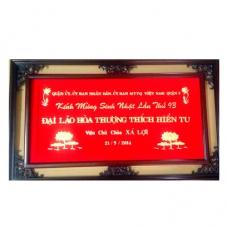 QUẬN ỦY, ỦY BAN NHÂN DÂN, ỦY BAN MTTQ VIỆT NAM QUẬN 3
Kính Mừng Sinh Nhật Lần Thứ 93
ĐẠI LÃO HÒA THƯỢNG THÍCH HIỂN TU
Viện Chủ Chùa XÁ LỢI
21 / 5 / 2014